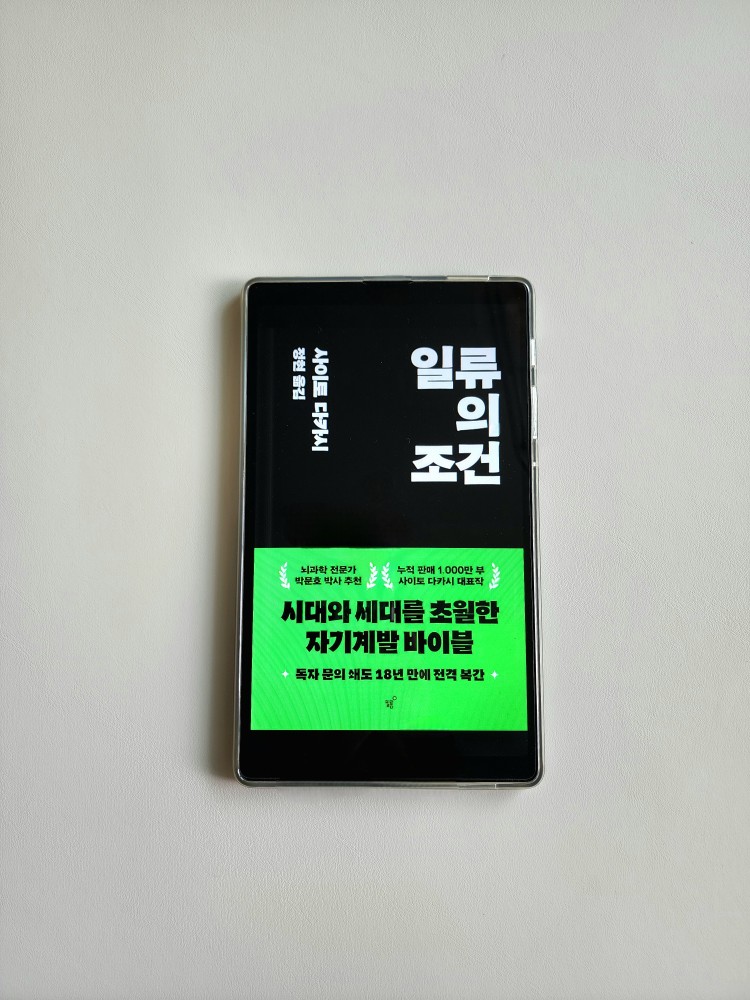 일류
의
조건
사이토 다카시
정현 옮김
뇌과학 전문가
박문호 박사 추천
누적 판매 1,000만 부
사이토 다카시 대표작
시대와 세대를 초월한
자기계발 바이블
독자 문의 쇄도 18년 만에 전격 복간